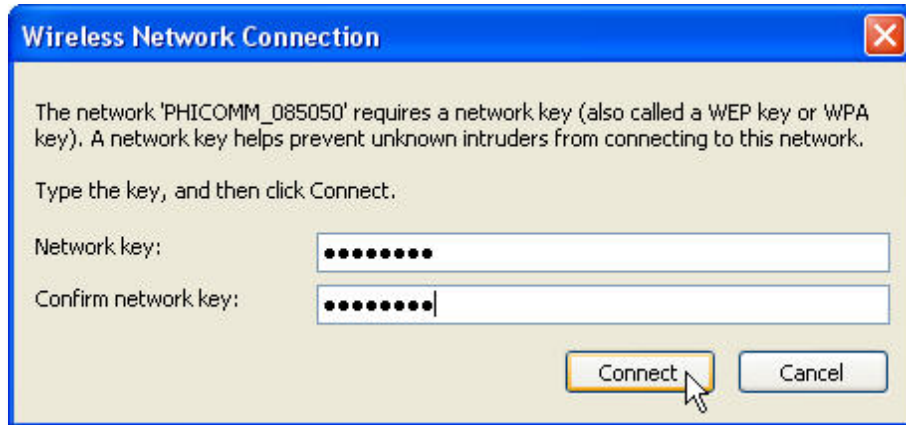 Wireless Network Connection
The network 'PHICOMM_085050' requires a network key (also called a WEP key or WPA
key). A network key helps prevent unknown intruders from connecting to this network.
Type the key, and then click Connect.
Network key: ●●●●●●●●
Confirm network key: ●●●●●●●●
Connect Cancel